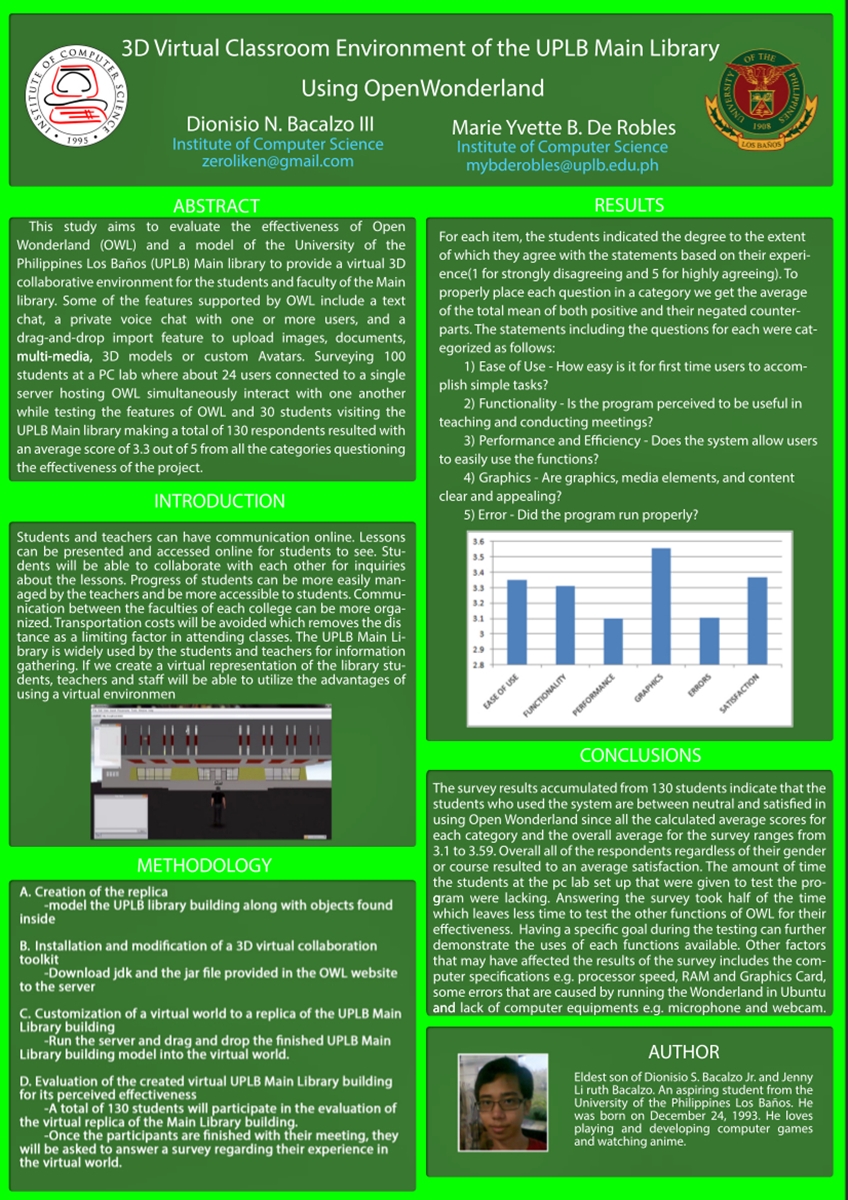 3D Virtual Classroom Environment of the UPLB Main Library
Using OpenWonderland
Dionisio N. Bacalzo III
Institute of Computer Science
zeroliken@gmail.com
Marie Yvette B. De Robles
Institute of Computer Science
mybderobles@uplb.edu.ph
INSTITUTE OF COMPUTER SCIENCE
• 1995 •
UNIVERSITY OF THE PHILIPPINES
1908
LOS BAÑOS
ABSTRACT
This study aims to evaluate the effectiveness of Open
Wonderland (OWL) and a model of the University of the
Philippines Los Baños (UPLB) Main library to provide a virtual 3D
collaborative environment for the students and faculty of the Main
library. Some of the features supported by OWL include a text
chat, a private voice chat with one or more users, and a
drag-and-drop import feature to upload images, documents,
multi-media, 3D models or custom Avatars. Surveying 100
students at a PC lab where about 24 users connected to a single
server hosting OWL simultaneously interact with one another
while testing the features of OWL and 30 students visiting the
UPLB Main library making a total of 130 respondents resulted with
an average score of 3.3 out of 5 from all the categories questioning
the effectiveness of the project.
INTRODUCTION
Students and teachers can have communication online. Lessons
can be presented and accessed online for students to see. Stu-
dents will be able to collaborate with each other for inquiries
about the lessons. Progress of students can be more easily man-
aged by the teachers and be more accessible to students. Commu-
nication between the faculties of each college can be more orga-
nized. Transportation costs will be avoided which removes the dis
tance as a limiting factor in attending classes. The UPLB Main Li-
brary is widely used by the students and teachers for information
gathering. If we create a virtual representation of the library stu-
dents, teachers and staff will be able to utilize the advantages of
using a virtual environmen
METHODOLOGY
A. Creation of the replica
-model the UPLB library building along with objects found
inside
B. Installation and modification of a 3D virtual collaboration
toolkit
-Download jdk and the jar file provided in the OWL website
to the server
C. Customization of a virtual world to a replica of the UPLB Main
Library building
-Run the server and drag and drop the finished UPLB Main
Library building model into the virtual world.
D. Evaluation of the created virtual UPLB Main Library building
for its perceived effectiveness
-A total of 130 students will participate in the evaluation of
the virtual replica of the Main Library building.
-Once the participants are finished with their meeting, they
will be asked to answer a survey regarding their experience in
the virtual world.
RESULTS
For each item, the students indicated the degree to the extent
of which they agree with the statements based on their experi-
ence(1 for strongly disagreeing and 5 for highly agreeing). To
properly place each question in a category we get the average
of the total mean of both positive and their negated counter-
parts. The statements including the questions for each were cat-
egorized as follows:
1) Ease of Use - How easy is it for first time users to accom-
plish simple tasks?
2) Functionality - Is the program perceived to be useful in
teaching and conducting meetings?
3) Performance and Efficiency - Does the system allow users
to easily use the functions?
4) Graphics - Are graphics, media elements, and content
clear and appealing?
5) Error - Did the program run properly?
3.6
3.5
3.4
3.3
3.2
3.1
3
2.9
2.8
EASE OF USE
FUNCTIONALITY
PERFORMANCE
GRAPHICS
ERRORS
SATISFACTION
CONCLUSIONS
The survey results accumulated from 130 students indicate that the
students who used the system are between neutral and satisfied in
using Open Wonderland since all the calculated average scores for
each category and the overall average for the survey ranges from
3.1 to 3.59. Overall all of the respondents regardless of their gender
or course resulted to an average satisfaction. The amount of time
the students at the pc lab set up that were given to test the pro-
gram were lacking. Answering the survey took half of the time
which leaves less time to test the other functions of OWL for their
effectiveness. Having a specific goal during the testing can further
demonstrate the uses of each functions available. Other factors
that may have affected the results of the survey includes the com-
puter specifications e.g. processor speed, RAM and Graphics Card,
some errors that are caused by running the Wonderland in Ubuntu
and lack of computer equipments e.g. microphone and webcam.
AUTHOR
Eldest son of Dionisio S. Bacalzo Jr. and Jenny
Li ruth Bacalzo. An aspiring student from the
University of the Philippines Los Baños. He
was born on December 24, 1993. He loves
playing and developing computer games
and watching anime.